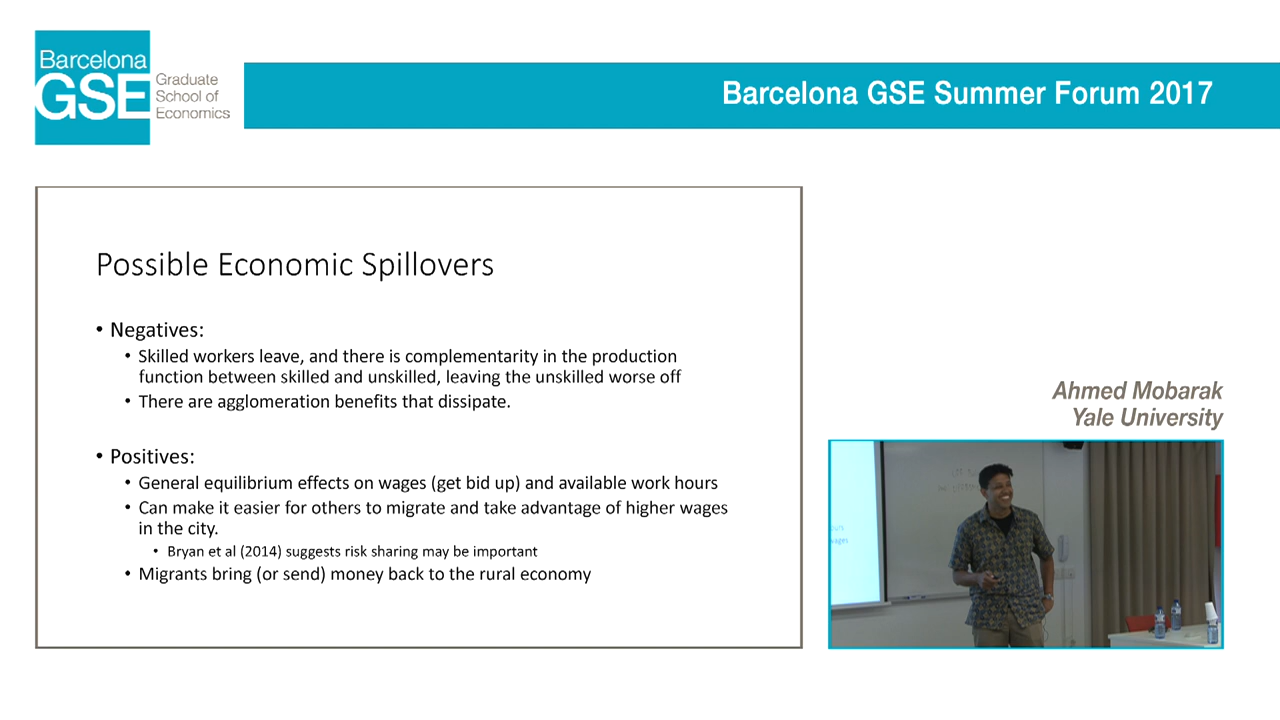 Barcelona
GSE
Graduate
School of
Economics
Barcelona GSE Summer Forum 2017
Possible Economic Spillovers
• Negatives:
• Skilled workers leave, and there is complementarity in the production
function between skilled and unskilled, leaving the unskilled worse off
• There are agglomeration benefits that dissipate.
• Positives:
• General equilibrium effects on wages (get bid up) and available work hours
• Can make it easier for others to migrate and take advantage of higher wages
in the city.
• Bryan et al (2014) suggests risk sharing may be important
• Migrants bring (or send) money back to the rural economy
Ahmed Mobarak
Yale University